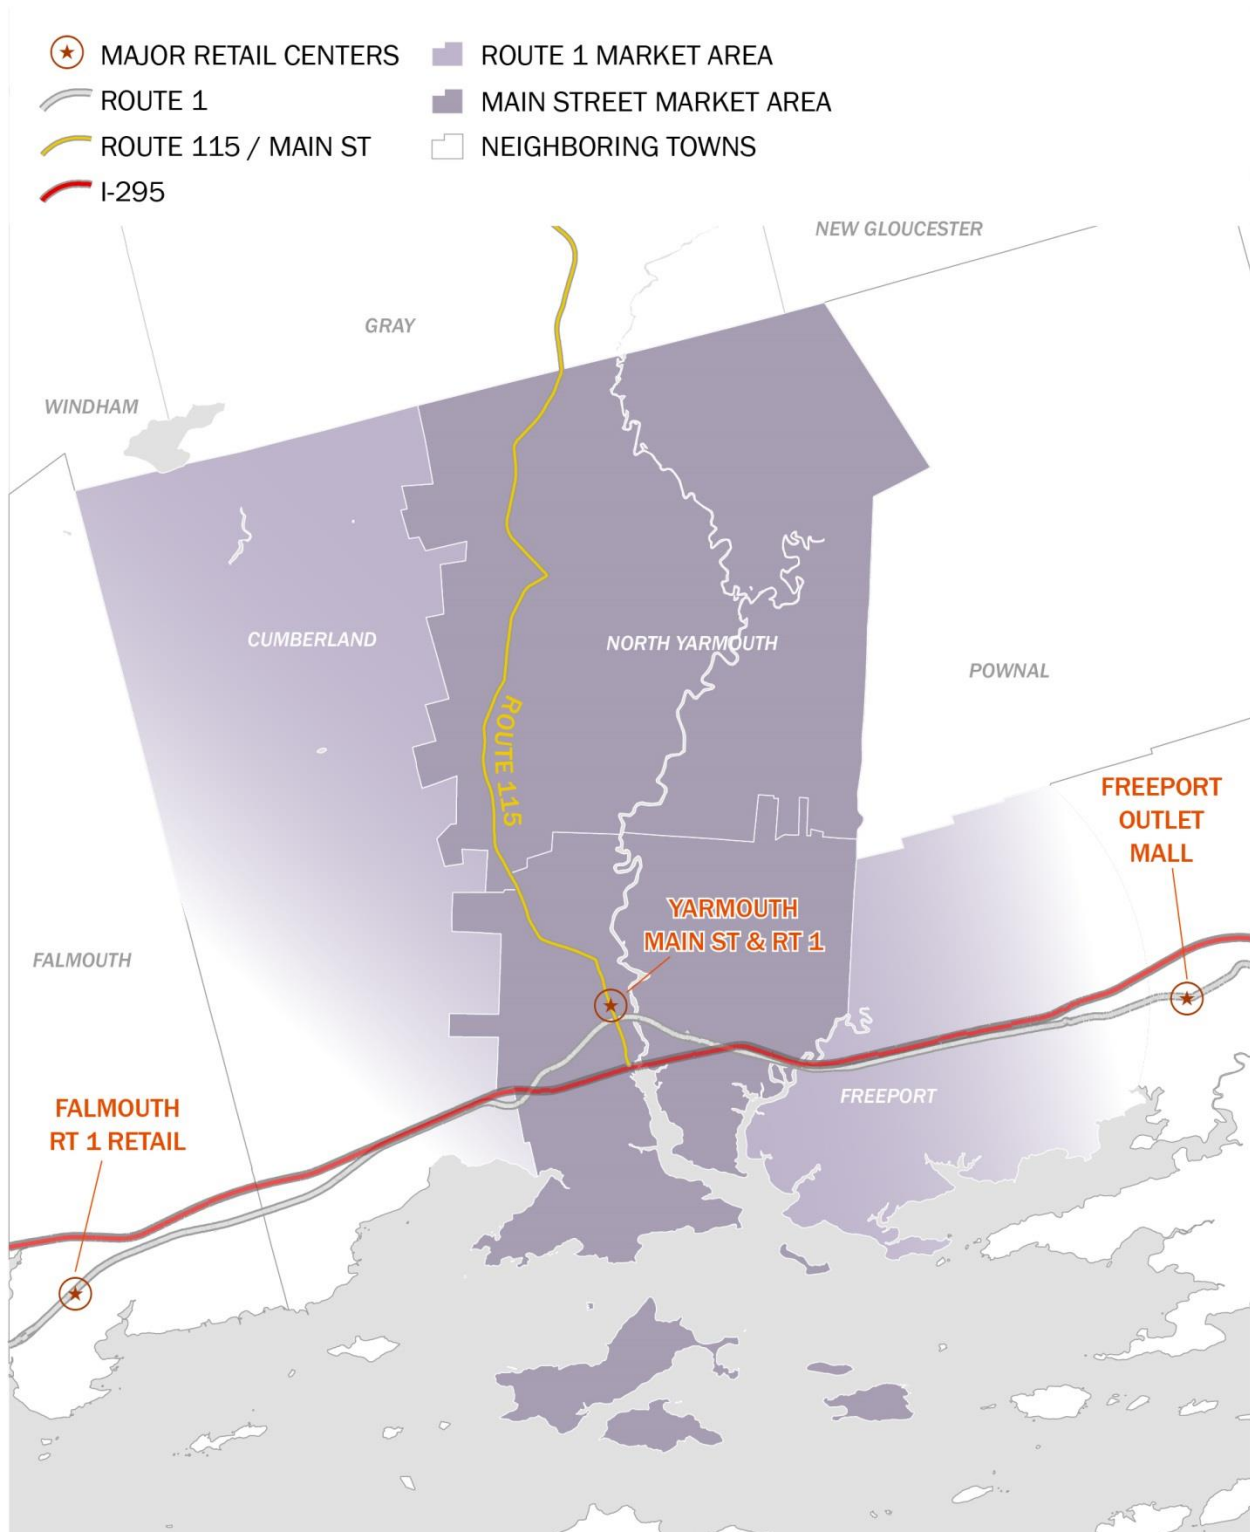 MAJOR RETAIL CENTERS
ROUTE 1
ROUTE 115 / MAIN ST
I-295
ROUTE 1 MARKET AREA
MAIN STREET MARKET AREA
NEIGHBORING TOWNS
NEW GLOUCESTER
GRAY
WINDHAM
CUMBERLAND
NORTH YARMOUTH
POWNAL
ROUTE 115
FREEPORT
OUTLET
MALL
YARMOUTH
MAIN ST & RT 1
FALMOUTH
FREEPORT
FALMOUTH
RT 1 RETAIL